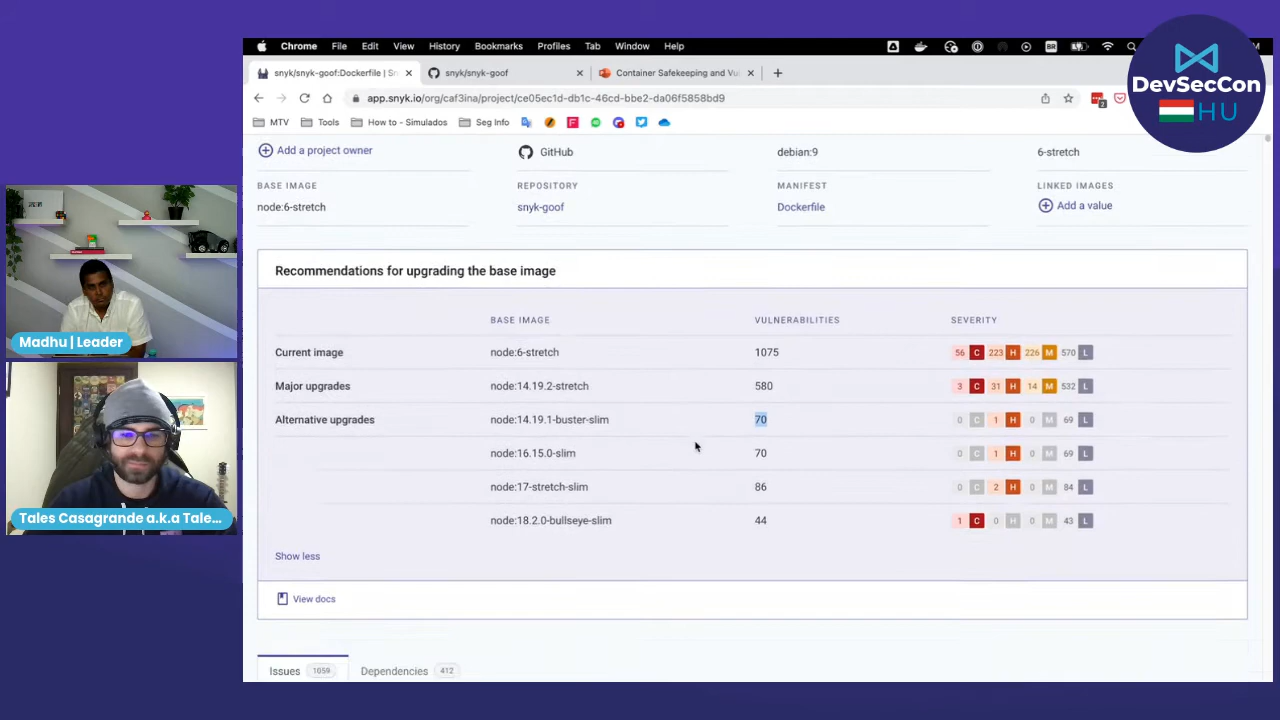 Chrome File Edit View History Bookmarks Profiles Tab Window Help
BR
snyk/snyk-goof:Dockerfile | Sn
snyk/snyk-goof
Container Safekeeping and Vu
app.snyk.io/org/caf3ina/project/ce05ec1d-db1c-46cd-bbe2-da06f5858bd9
MTV Tools How to - Simulados Seg Info
DevSecCon
HU
Add a project owner GitHub debian:9 6-stretch
BASE IMAGE REPOSITORY MANIFEST LINKED IMAGES
node:6-stretch snyk-goof Dockerfile Add a value
Recommendations for upgrading the base image
BASE IMAGE VULNERABILITIES SEVERITY
Current image node:6-stretch 1075 56 C 223 H 226 M 570 L
Major upgrades node:14.19.2-stretch 580 3 C 31 H 14 M 532 L
Alternative upgrades node:14.19.1-buster-slim 70 0 C 1 H 0 M 69 L
node:16.15.0-slim 70 0 C 1 H 0 M 69 L
node:17-stretch-slim 86 0 C 2 H 0 M 84 L
node:18.2.0-bullseye-slim 44 1 C 0 H 0 M 43 L
Show less
View docs
Issues 1059 Dependencies 412
Madhu | Leader
Tales Casagrande a.k.a Tale...